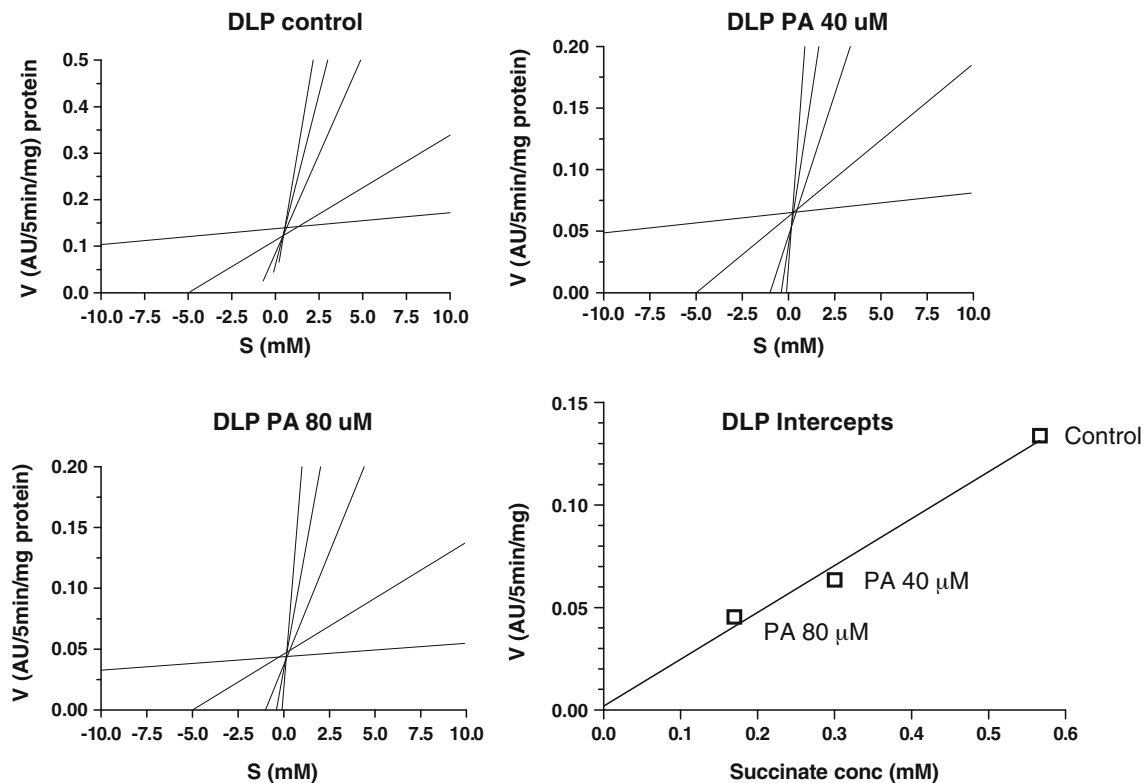 DLP control
V (AU/5min/mg) protein
0.5
0.4
0.3
0.2
0.1
0.0
-10.0 -7.5 -5.0 -2.5 0.0 2.5 5.0 7.5 10.0
S (mM)
DLP PA 40 uM
V (AU/5min/mg protein)
0.20
0.15
0.10
0.05
0.00
-10.0 -7.5 -5.0 -2.5 0.0 2.5 5.0 7.5 10.0
S (mM)
DLP PA 80 uM
V (AU/5min/mg protein)
0.20
0.15
0.10
0.05
0.00
-10.0 -7.5 -5.0 -2.5 0.0 2.5 5.0 7.5 10.0
S (mM)
DLP Intercepts
V (AU/5min/mg)
0.15
0.10
0.05
0.00
Control
PA 40 μM
PA 80 μM
0.0 0.1 0.2 0.3 0.4 0.5 0.6
Succinate conc (mM)